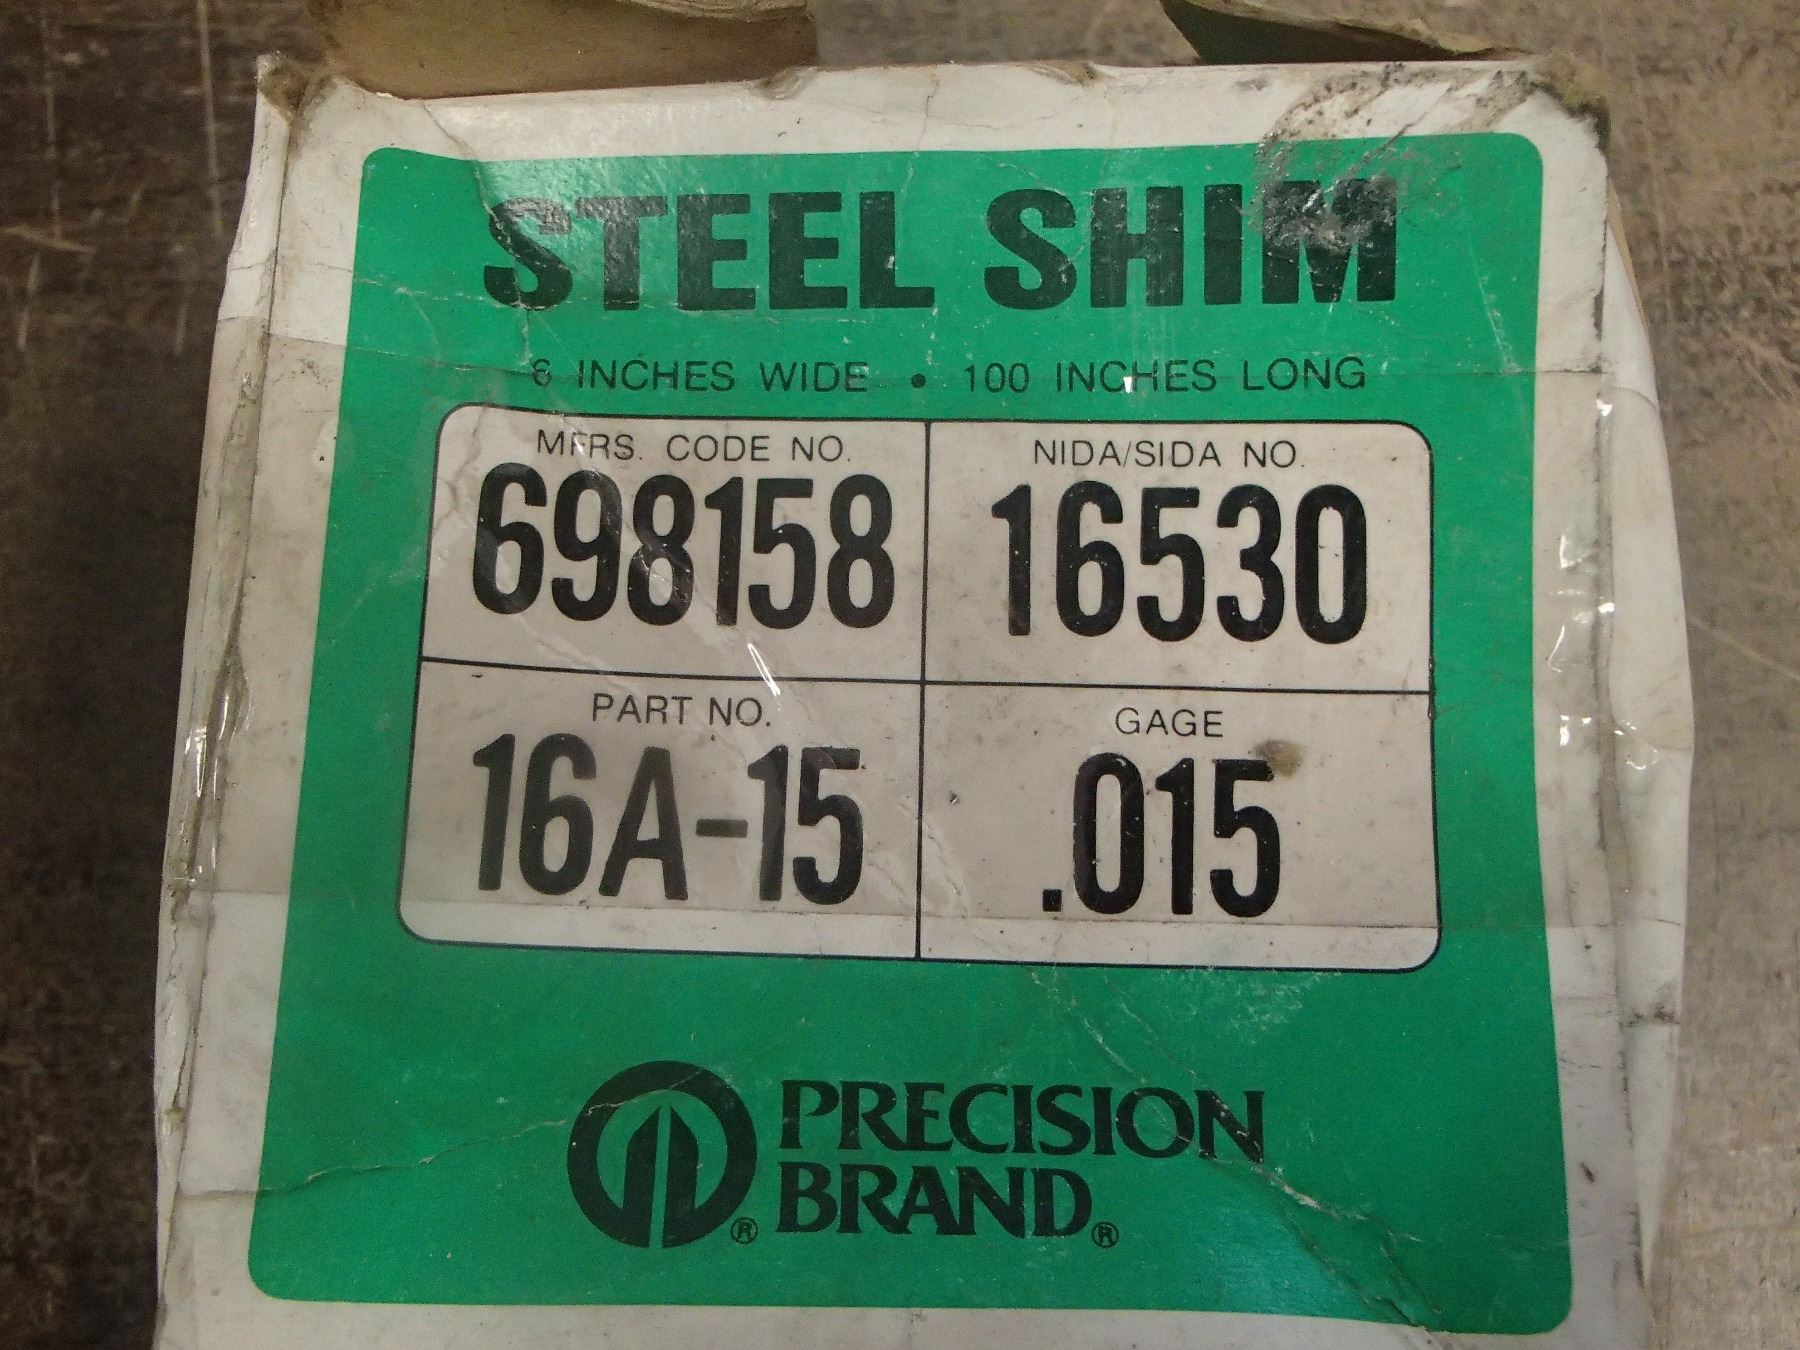 STEEL SHIM
6 INCHES WIDE • 100 INCHES LONG
MFRS. CODE NO.
698158
NIDA/SIDA NO.
16530
PART NO.
16A-15
GAGE
.015
PRECISION
BRAND®
®